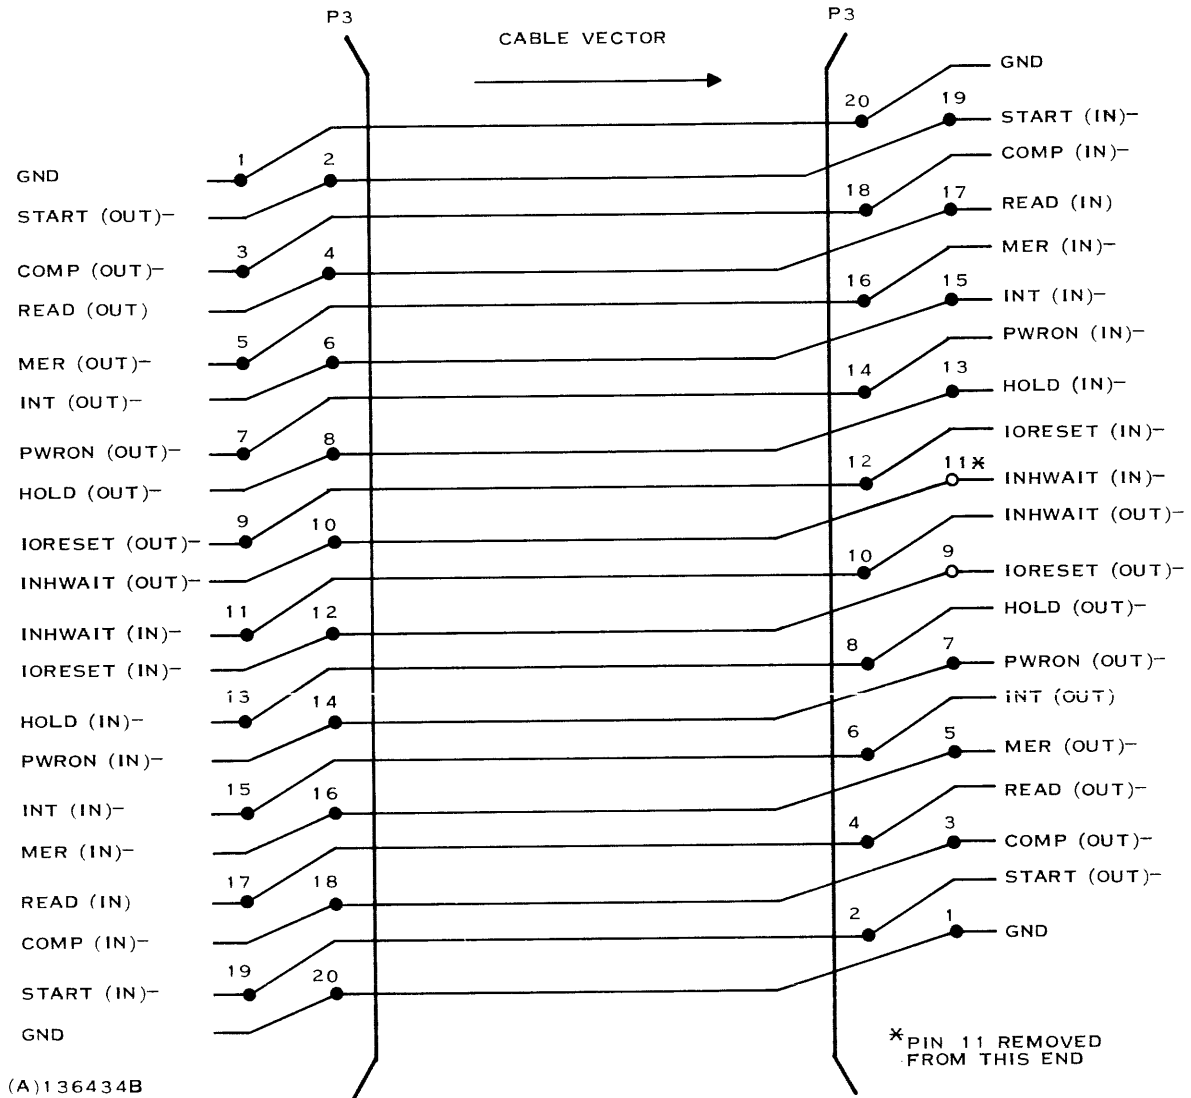 P3
P3
CABLE VECTOR
GND
20
19
START (IN)–
1
2
COMP (IN)–
GND
18
17
READ (IN)
START (OUT)–
3
4
MER (IN)–
COMP (OUT)–
16
15
INT (IN)–
READ (OUT)
5
6
PWRON (IN)–
MER (OUT)–
14
13
HOLD (IN)–
INT (OUT)–
7
8
IORESET (IN)–
PWRON (OUT)–
12
11*
INHWAIT (IN)–
HOLD (OUT)–
9
10
INHWAIT (OUT)–
IORESET (OUT)–
10
9
IORESET (OUT)–
INHWAIT (OUT)–
11
12
HOLD (OUT)–
INHWAIT (IN)–
8
7
PWRON (OUT)–
IORESET (IN)–
13
14
INT (OUT)
HOLD (IN)–
6
5
MER (OUT)–
PWRON (IN)–
15
16
READ (OUT)–
INT (IN)–
4
3
COMP (OUT)–
MER (IN)–
17
18
START (OUT)–
READ (IN)
2
1
GND
COMP (IN)–
19
20
START (IN)–
GND
*PIN 11 REMOVED
FROM THIS END
(A)136434B